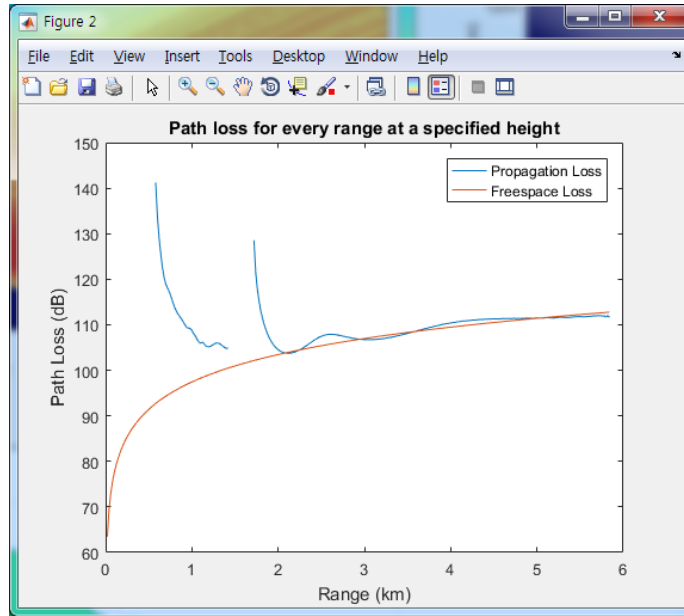 Figure 2
File Edit View Insert Tools Desktop Window Help
Path loss for every range at a specified height
Propagation Loss
Freespace Loss
Path Loss (dB)
150
140
130
120
110
100
90
80
70
60
0 1 2 3 4 5 6
Range (km)